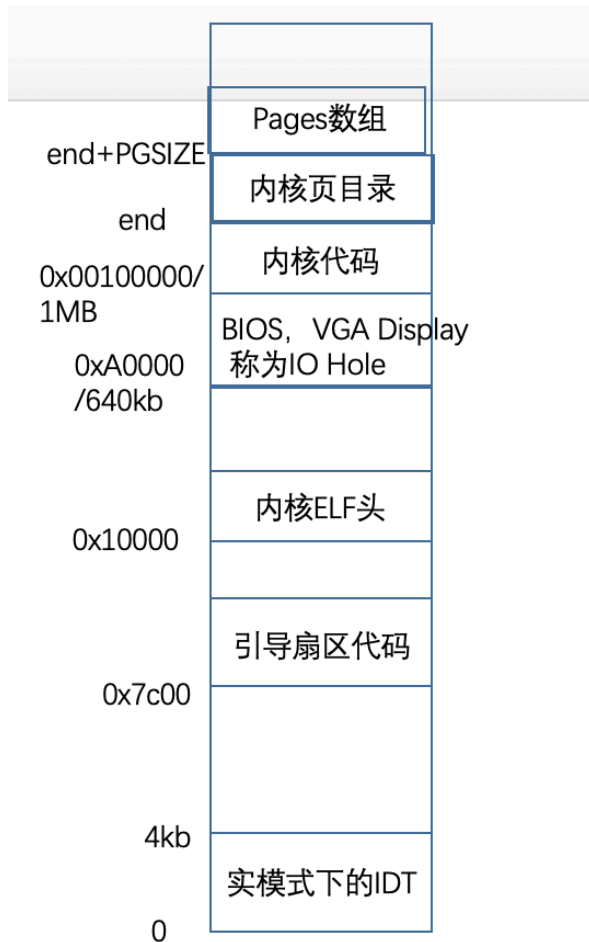 Pages数组
end+PGSIZE
内核页目录
end
内核代码
0x00100000/
1MB
BIOS，VGA Display
称为IO Hole
0xA0000
/640kb
内核ELF头
0x10000
引导扇区代码
0x7c00
4kb
实模式下的IDT
0